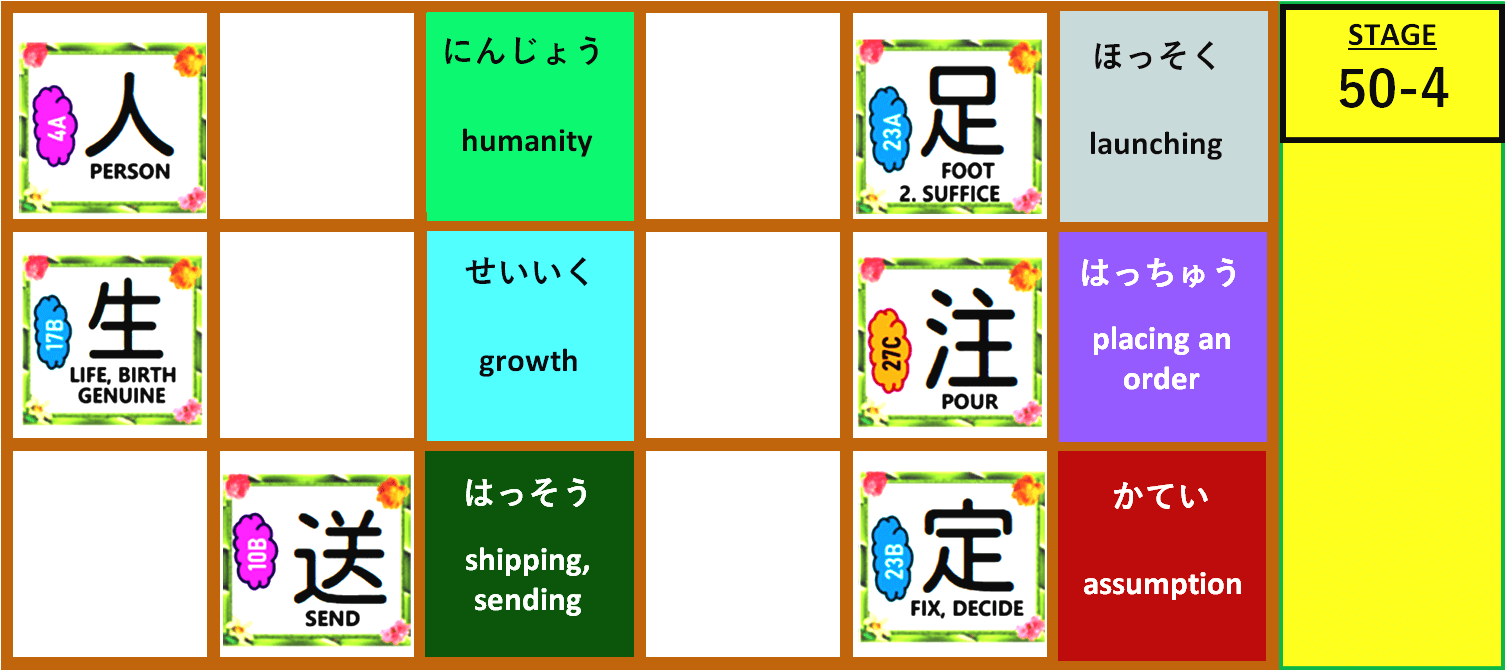 4A
人
PERSON
にんじょう
humanity
23A
足
FOOT
2. SUFFICE
ほっそく
launching
STAGE
50-4
17B
生
LIFE, BIRTH
GENUINE
せいいく
growth
27C
注
POUR
はっちゅう
placing an
order
10B
送
SEND
はっそう
shipping,
sending
23B
定
FIX, DECIDE
かてい
assumption